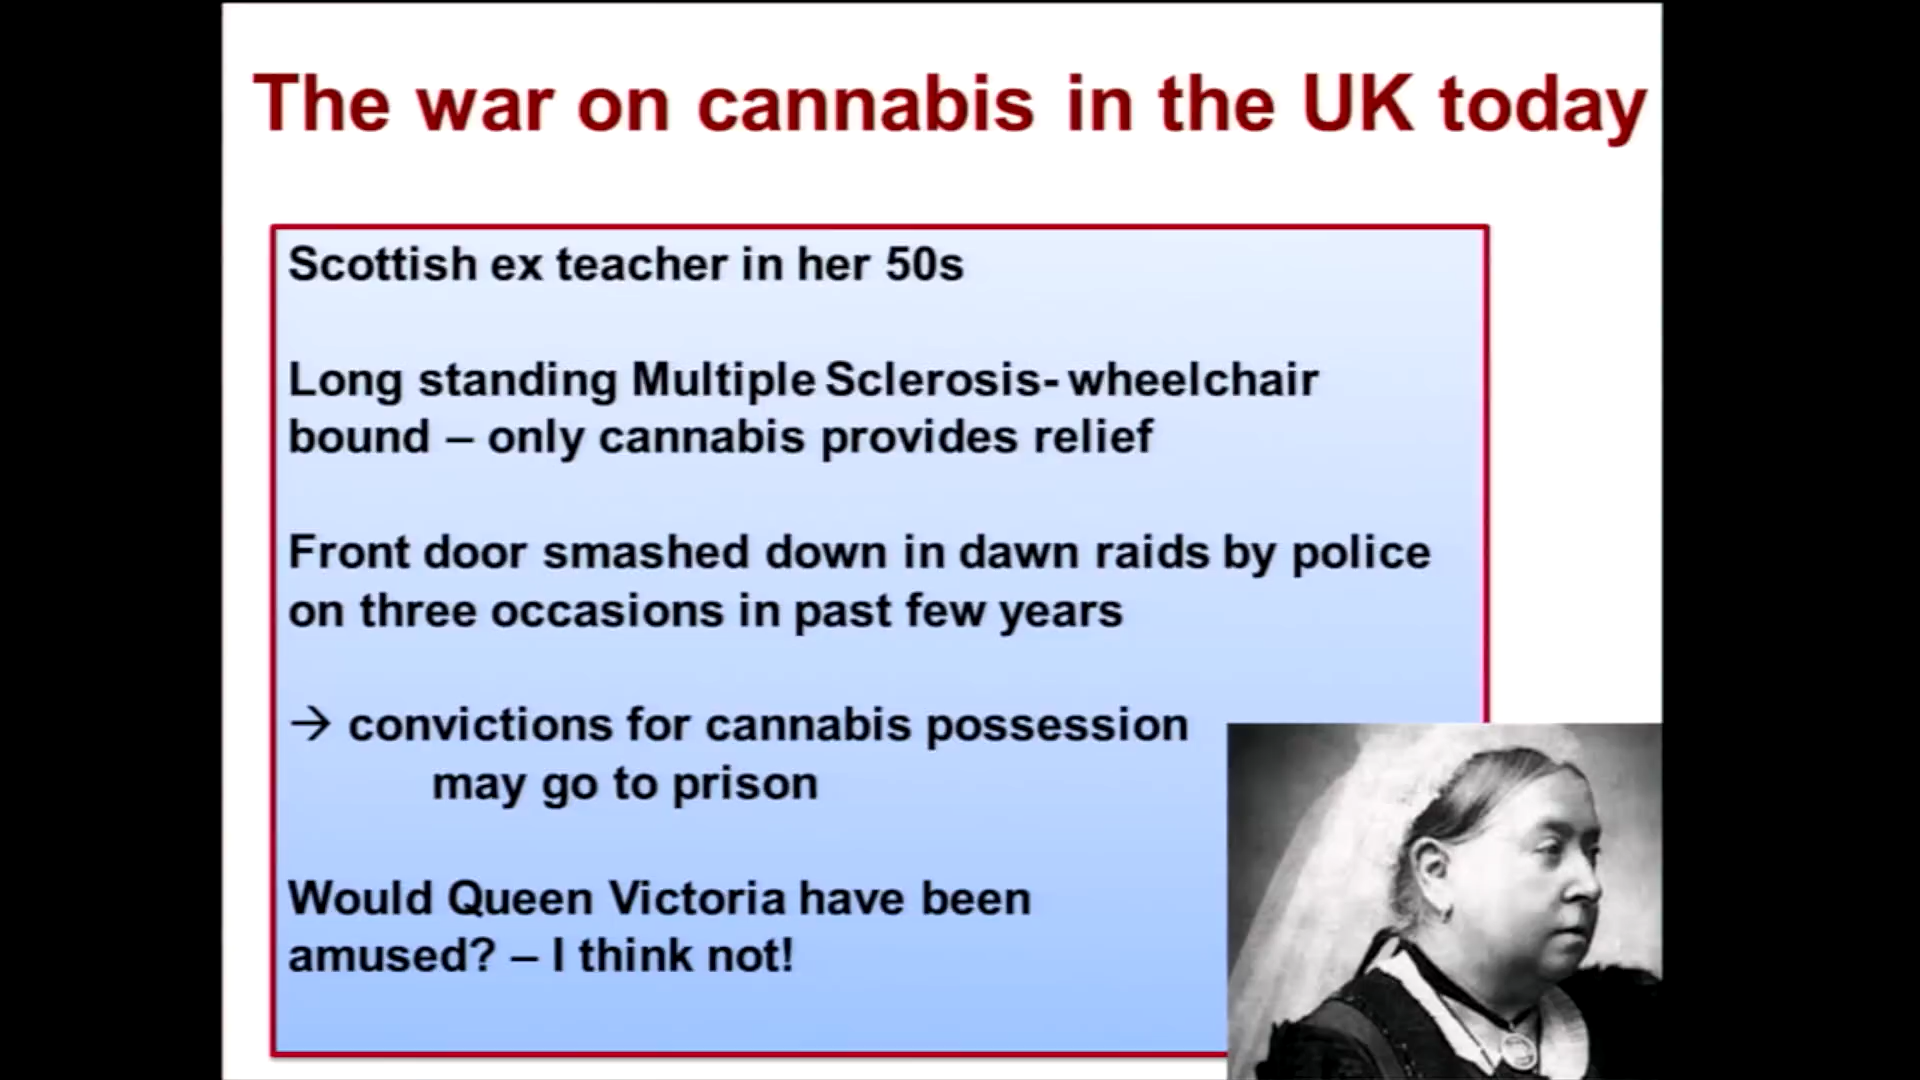 The war on cannabis in the UK today
Scottish ex teacher in her 50s
Long standing Multiple Sclerosis- wheelchair
bound – only cannabis provides relief
Front door smashed down in dawn raids by police
on three occasions in past few years
→ convictions for cannabis possession
may go to prison
Would Queen Victoria have been
amused? – I think not!